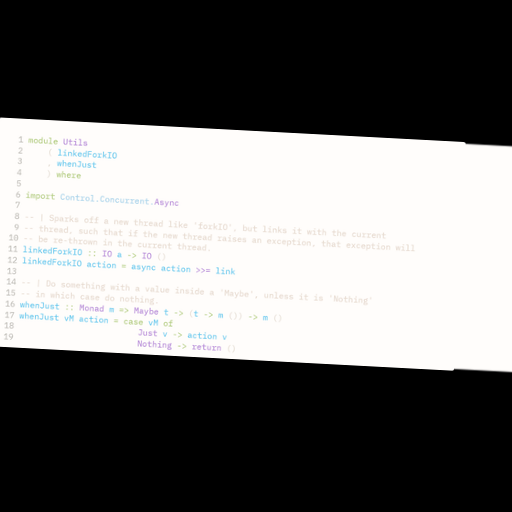 1 module Utils
2     ( linkedForkIO
3     , whenJust
4     ) where
5
6 import Control.Concurrent.Async
7
8 -- | Sparks off a new thread like 'forkIO', but links it with the current
9 -- thread, such that if the new thread raises an exception, that exception will
10 -- be re-thrown in the current thread.
11 linkedForkIO :: IO a -> IO ()
12 linkedForkIO action = async action >>= link
13
14 -- | Do something with a value inside a 'Maybe', unless it is 'Nothing'
15 -- in which case do nothing.
16 whenJust :: Monad m => Maybe t -> (t -> m ()) -> m ()
17 whenJust vM action = case vM of
18                        Just v -> action v
19                        Nothing -> return ()